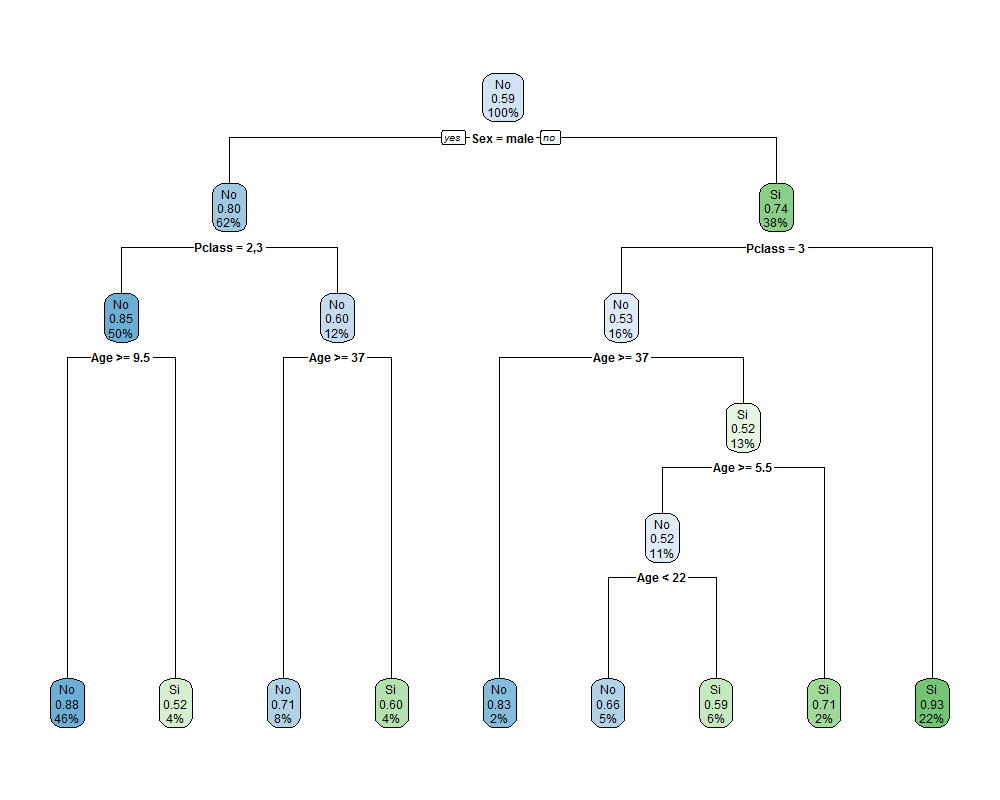 No
0.59
100%
yes Sex = male no
No
0.80
62%
Si
0.74
38%
Pclass = 2,3
Pclass = 3
No
0.85
50%
No
0.60
12%
No
0.53
16%
Age >= 9.5
Age >= 37
Age >= 37
Si
0.52
13%
Age >= 5.5
No
0.52
11%
Age < 22
No
0.88
46%
Si
0.52
4%
No
0.71
8%
Si
0.60
4%
No
0.83
2%
No
0.66
5%
Si
0.59
6%
Si
0.71
2%
Si
0.93
22%